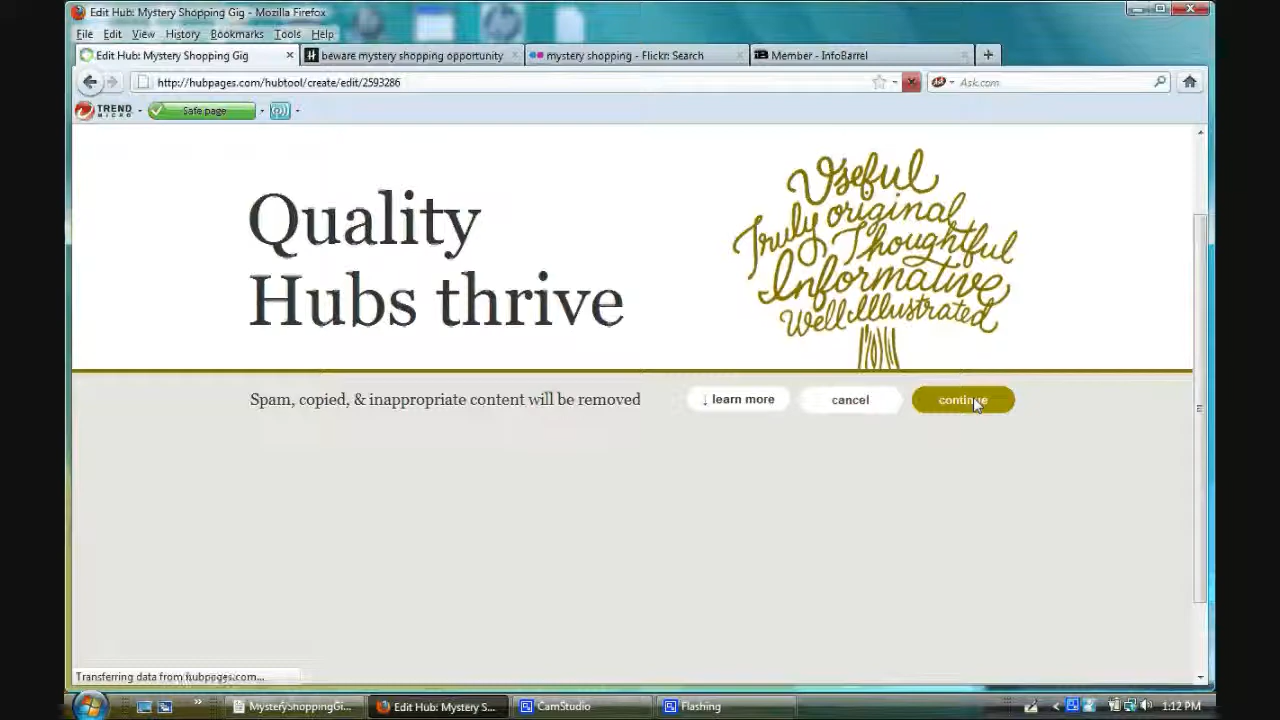 Edit Hub: Mystery Shopping Gig - Mozilla Firefox
File Edit View History Bookmarks Tools Help
Edit Hub: Mystery Shopping Gig × beware mystery shopping opportunity × mystery shopping - Flickr: Search × Member - InfoBarrel × +
http://hubpages.com/hubtool/create/edit/2593286 Ask.com
TREND MICRO Safe page
Quality
Hubs thrive
Useful
Truly original
Thoughtful
Informative
Well Illustrated
Spam, copied, & inappropriate content will be removed ↓ learn more cancel continue
Transferring data from hubpages.com...
MysteryShoppingGi... Edit Hub: Mystery S... CamStudio Flashing 1:12 PM